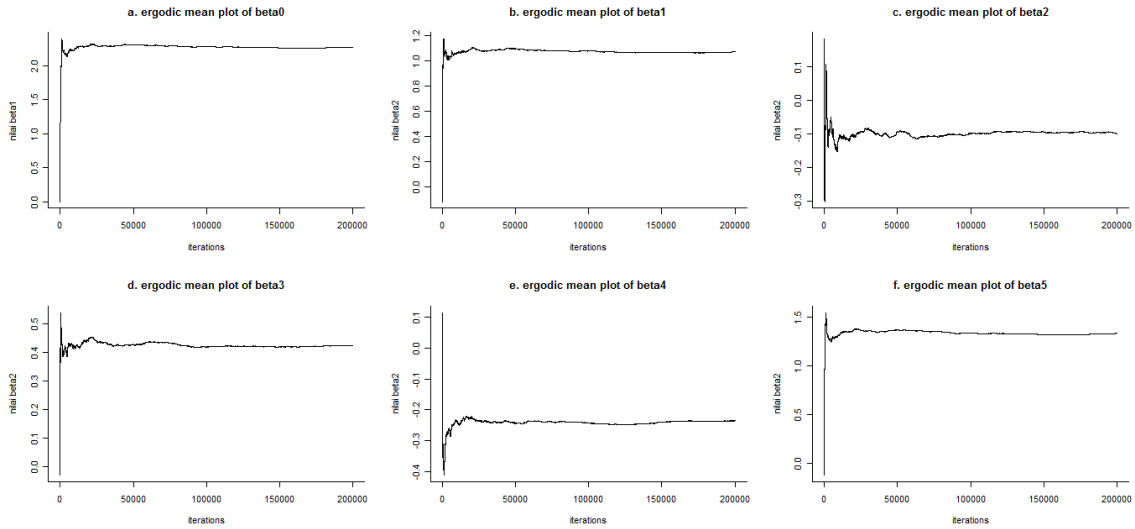 a. ergodic mean plot of beta0
nilai beta1
0.0 0.5 1.0 1.5 2.0
0 50000 100000 150000 200000
iterations
b. ergodic mean plot of beta1
nilai beta2
0.0 0.2 0.4 0.6 0.8 1.0 1.2
0 50000 100000 150000 200000
iterations
c. ergodic mean plot of beta2
nilai beta2
-0.3 -0.2 -0.1 0.0 0.1
0 50000 100000 150000 200000
iterations
d. ergodic mean plot of beta3
nilai beta2
0.0 0.1 0.2 0.3 0.4 0.5
0 50000 100000 150000 200000
iterations
e. ergodic mean plot of beta4
nilai beta2
-0.4 -0.3 -0.2 -0.1 0.0 0.1
0 50000 100000 150000 200000
iterations
f. ergodic mean plot of beta5
nilai beta2
0.0 0.5 1.0 1.5
0 50000 100000 150000 200000
iterations